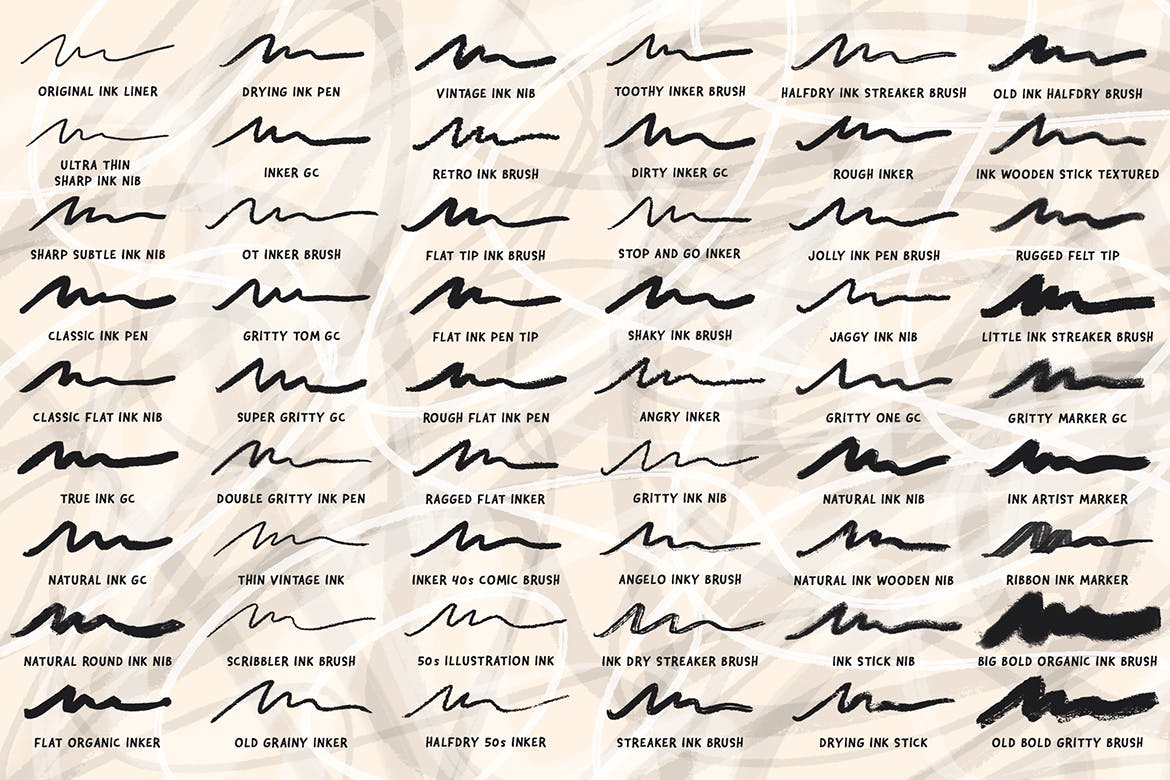 ORIGINAL INK LINER
DRYING INK PEN
VINTAGE INK NIB
TOOTHY INKER BRUSH
HALFDRY INK STREAKER BRUSH
OLD INK HALFDRY BRUSH
ULTRA THIN
SHARP INK NIB
INKER GC
RETRO INK BRUSH
DIRTY INKER GC
ROUGH INKER
INK WOODEN STICK TEXTURED
SHARP SUBTLE INK NIB
OT INKER BRUSH
FLAT TIP INK BRUSH
STOP AND GO INKER
JOLLY INK PEN BRUSH
RUGGED FELT TIP
CLASSIC INK PEN
GRITTY TOM GC
FLAT INK PEN TIP
SHAKY INK BRUSH
JAGGY INK NIB
LITTLE INK STREAKER BRUSH
CLASSIC FLAT INK NIB
SUPER GRITTY GC
ROUGH FLAT INK PEN
ANGRY INKER
GRITTY ONE GC
GRITTY MARKER GC
TRUE INK GC
DOUBLE GRITTY INK PEN
RAGGED FLAT INKER
GRITTY INK NIB
NATURAL INK NIB
INK ARTIST MARKER
NATURAL INK GC
THIN VINTAGE INK
INKER 40s COMIC BRUSH
ANGELO INKY BRUSH
NATURAL INK WOODEN NIB
RIBBON INK MARKER
NATURAL ROUND INK NIB
SCRIBBLER INK BRUSH
50s ILLUSTRATION INK
INK DRY STREAKER BRUSH
INK STICK NIB
BIG BOLD ORGANIC INK BRUSH
FLAT ORGANIC INKER
OLD GRAINY INKER
HALFDRY 50s INKER
STREAKER INK BRUSH
DRYING INK STICK
OLD BOLD GRITTY BRUSH